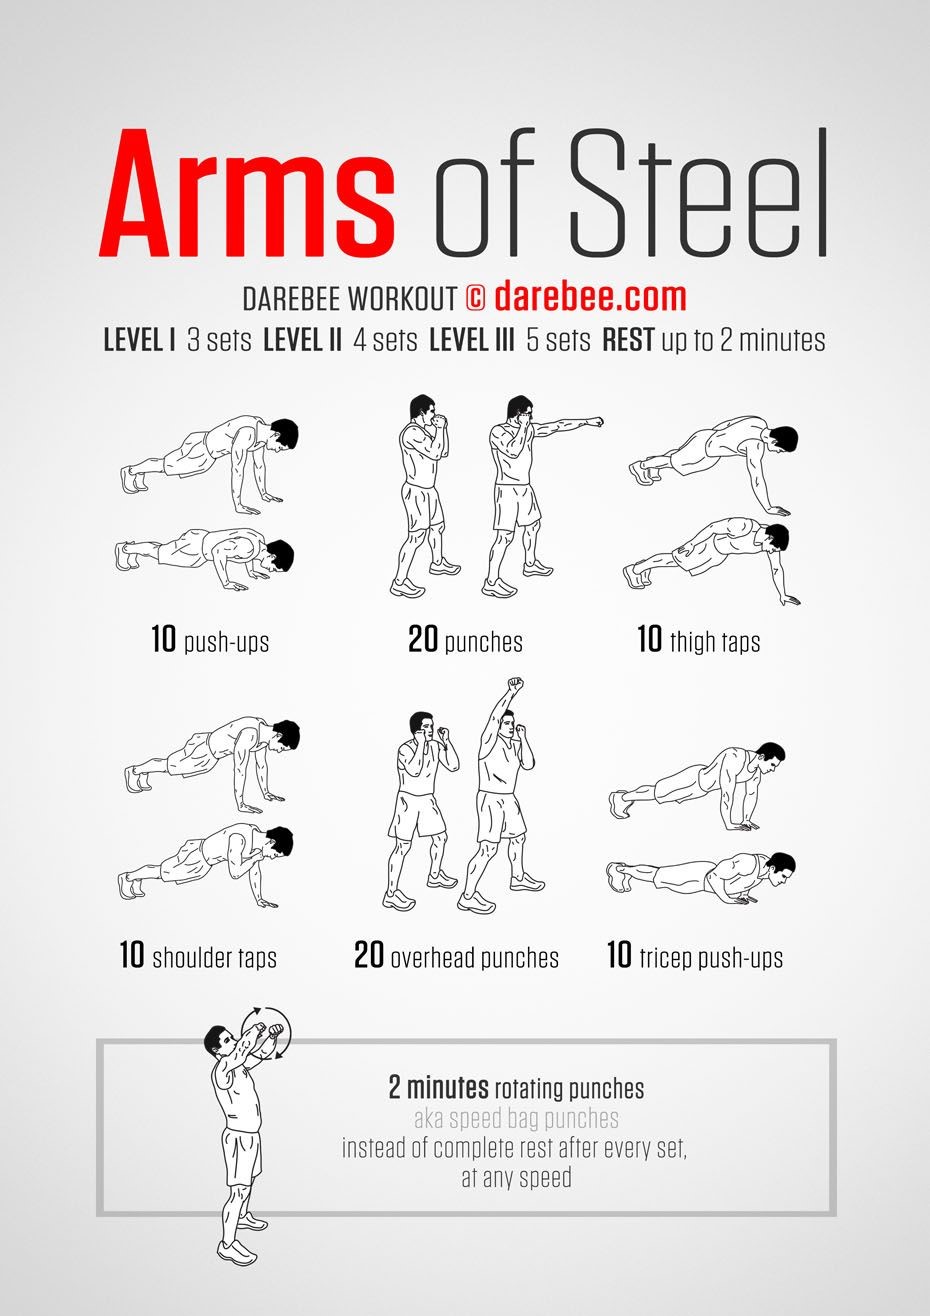 Arms of Steel
DAREBEE WORKOUT © darebee.com
LEVEL I 3 sets LEVEL II 4 sets LEVEL III 5 sets REST up to 2 minutes
10 push-ups
20 punches
10 thigh taps
10 shoulder taps
20 overhead punches
10 tricep push-ups
2 minutes rotating punches
aka speed bag punches
instead of complete rest after every set,
at any speed